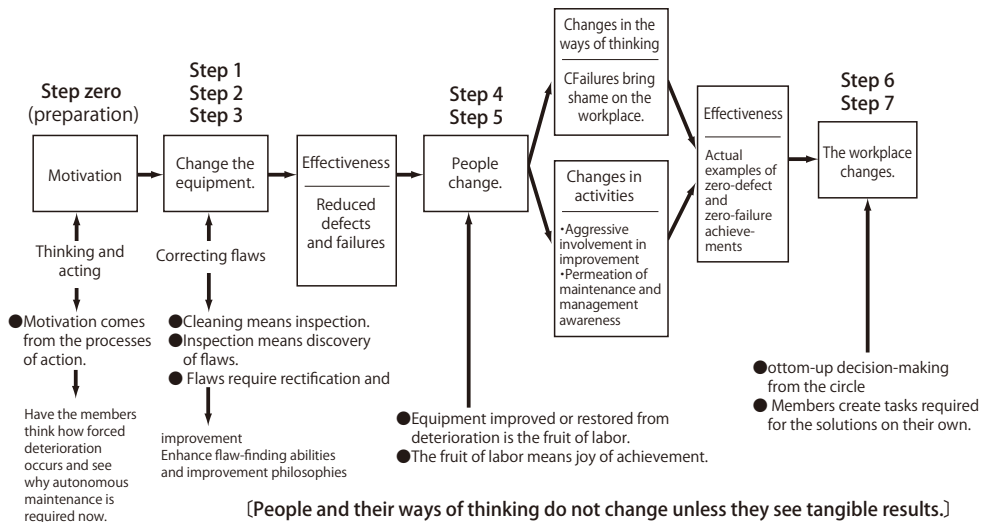 Step zero
(preparation)
Motivation
Thinking and
acting
●Motivation comes
from the processes
of action.
Have the members
think how forced
deterioration
occurs and see
why autonomous
maintenance is
required now.
Step 1
Step 2
Step 3
Change the
equipment.
Correcting flaws
●Cleaning means inspection.
●Inspection means discovery
of flaws.
● Flaws require rectification and
improvement
Enhance flaw-finding abilities
and improvement philosophies
Effectiveness
Reduced
defects
and failures
Step 4
Step 5
People
change.
●Equipment improved or restored from
deterioration is the fruit of labor.
●The fruit of labor means joy of achievement.
Changes in the
ways of thinking
CFailures bring
shame on the
workplace.
Changes in
activities
・Aggressive
involvement in
improvement
・Permeation of
maintenance and
management
awareness
Effectiveness
Actual
examples of
zero-defect
and
zero-failure
achieve-
ments
Step 6
Step 7
The workplace
changes.
●ottom-up decision-making
from the circle
● Members create tasks required
for the solutions on their own.
〔People and their ways of thinking do not change unless they see tangible results.〕